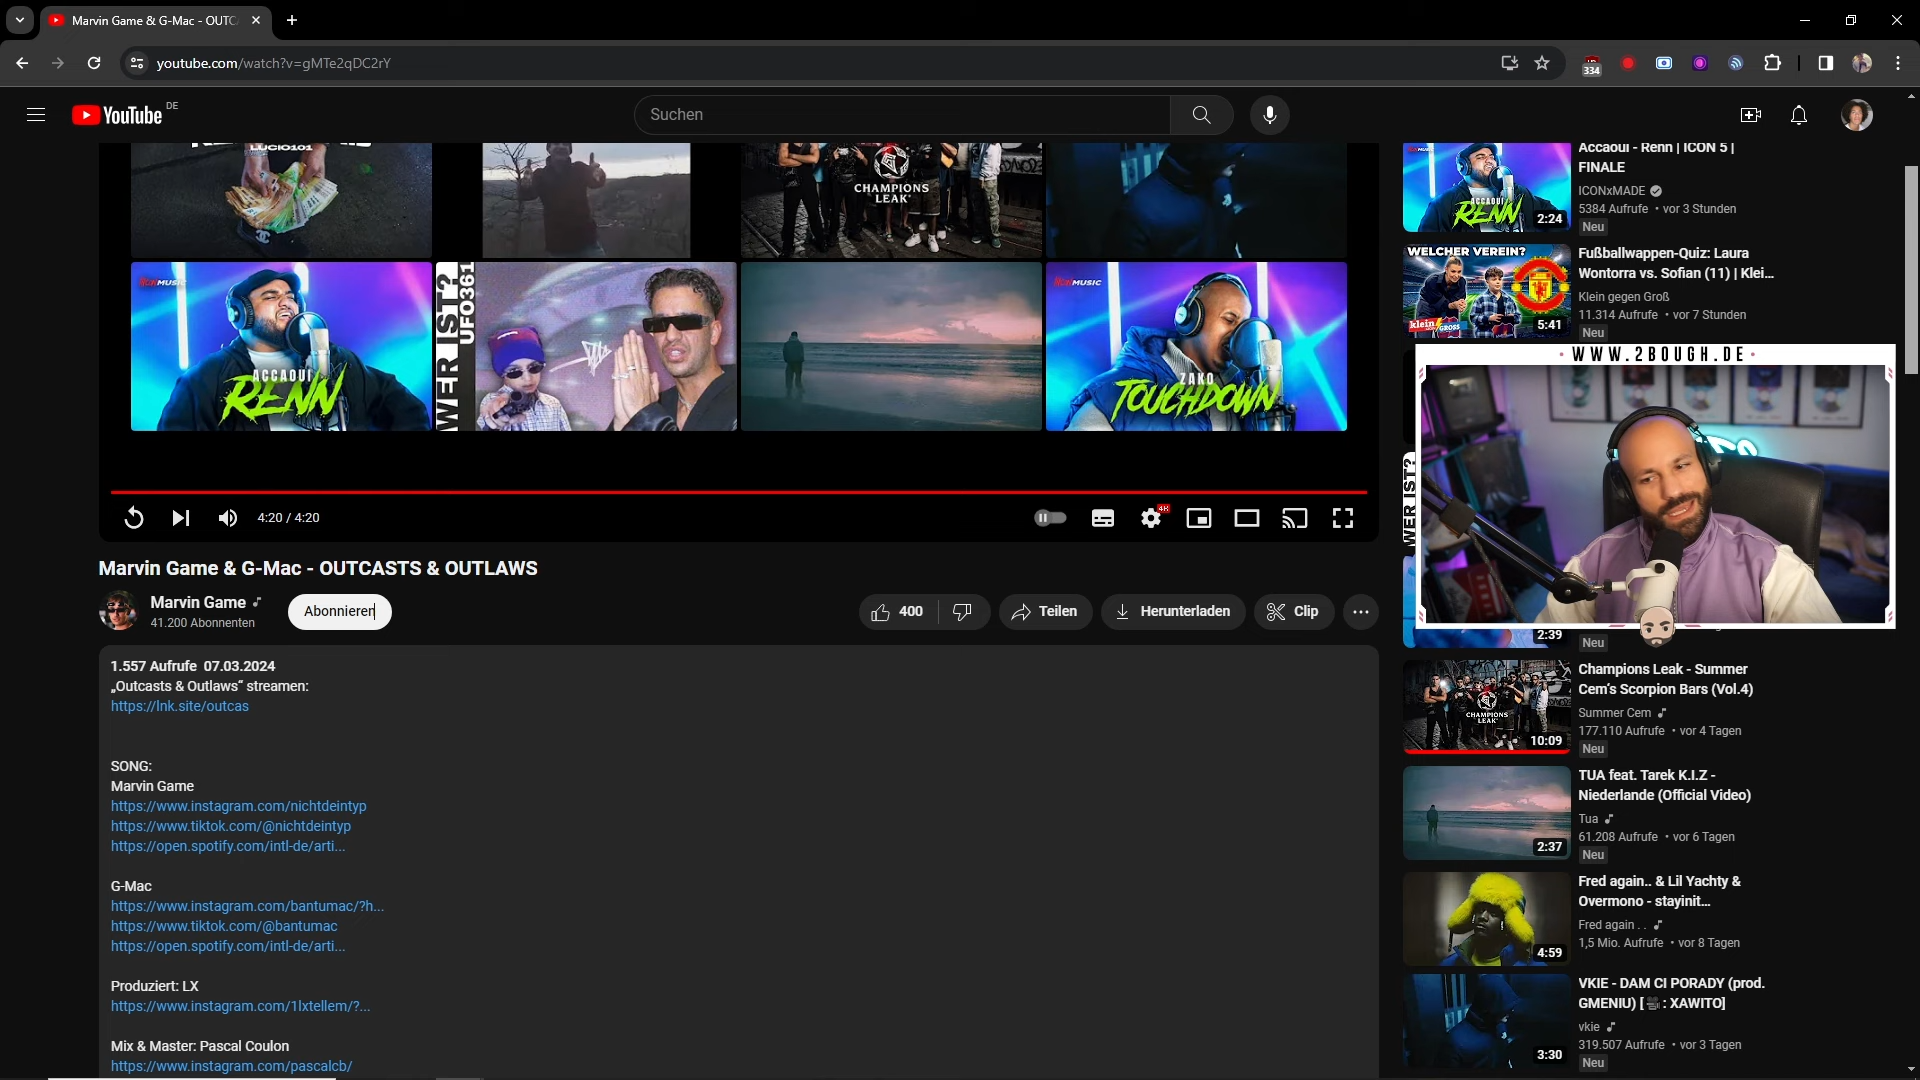 Marvin Game & G-Mac - OUTC
youtube.com/watch?v=gMTe2qDC2rY
334
YouTube DE
Suchen
LUCIO101
CHAMPIONS
LEAK
ACCAOUI
RENN
WER IST?
UFO361
MUSIC
ZAKO
TOUCHDOWN
4:20 / 4:20
4K
Marvin Game & G-Mac - OUTCASTS & OUTLAWS
Marvin Game
41.200 Abonnenten
Abonnieren
400
Teilen
Herunterladen
Clip
1.557 Aufrufe 07.03.2024
„Outcasts & Outlaws“ streamen:
https://lnk.site/outcas
SONG:
Marvin Game
https://www.instagram.com/nichtdeintyp
https://www.tiktok.com/@nichtdeintyp
https://open.spotify.com/intl-de/arti...
G-Mac
https://www.instagram.com/bantumac/?h...
https://www.tiktok.com/@bantumac
https://open.spotify.com/intl-de/arti...
Produziert: LX
https://www.instagram.com/1lxtellem/?...
Mix & Master: Pascal Coulon
https://www.instagram.com/pascalcb/
ACCAOUI
RENN
2:24
Accaoui - Renn | ICON 5 |
FINALE
ICONxMADE
5384 Aufrufe • vor 3 Stunden
Neu
WELCHER VEREIN?
klein
GROSS
5:41
Fußballwappen-Quiz: Laura
Wontorra vs. Sofian (11) | Klei...
Klein gegen Groß
11.314 Aufrufe • vor 7 Stunden
Neu
WWW.2BOUGH.DE
WER IST?
2:39
Neu
CHAMPIONS
LEAK
10:09
Champions Leak - Summer
Cem's Scorpion Bars (Vol.4)
Summer Cem
177.110 Aufrufe • vor 4 Tagen
Neu
2:37
TUA feat. Tarek K.I.Z -
Niederlande (Official Video)
Tua
61.208 Aufrufe • vor 6 Tagen
Neu
4:59
Fred again.. & Lil Yachty &
Overmono - stayinit...
Fred again . .
1,5 Mio. Aufrufe • vor 8 Tagen
3:30
VKIE - DAM CI PORADY (prod.
GMENIU) [🎥: XAWITO]
vkie
319.507 Aufrufe • vor 3 Tagen
Neu